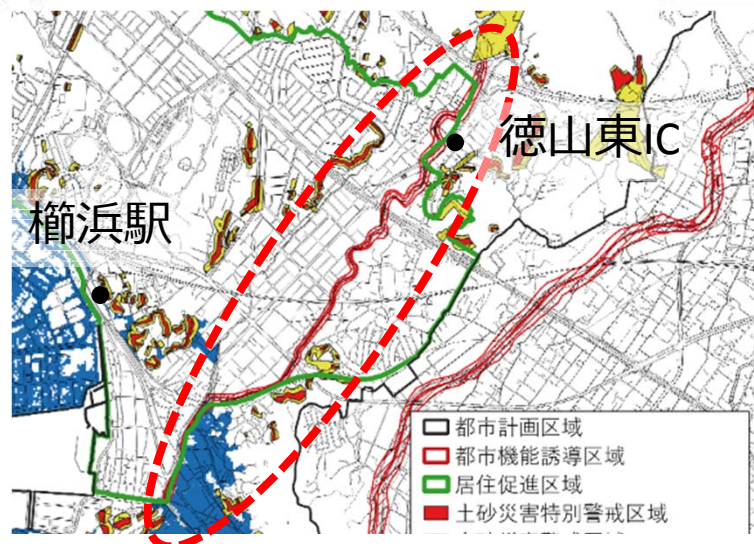 徳山東IC
櫛浜駅
都市計画区域
都市機能誘導区域
居住促進区域
土砂災害特別警戒区域